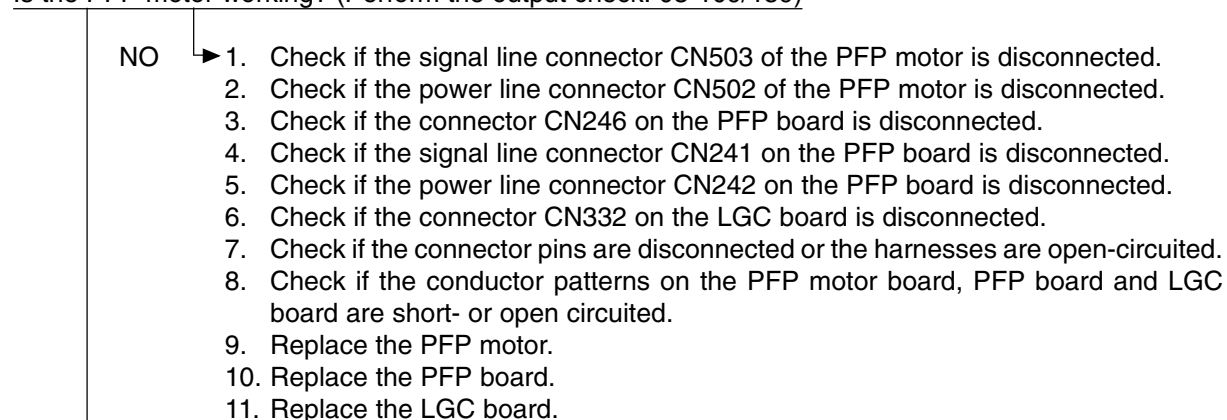 NO
1. Check if the signal line connector CN503 of the PFP motor is disconnected.
2. Check if the power line connector CN502 of the PFP motor is disconnected.
3. Check if the connector CN246 on the PFP board is disconnected.
4. Check if the signal line connector CN241 on the PFP board is disconnected.
5. Check if the power line connector CN242 on the PFP board is disconnected.
6. Check if the connector CN332 on the LGC board is disconnected.
7. Check if the connector pins are disconnected or the harnesses are open-circuited.
8. Check if the conductor patterns on the PFP motor board, PFP board and LGC
board are short- or open circuited.
9. Replace the PFP motor.
10. Replace the PFP board.
11. Replace the LGC board.